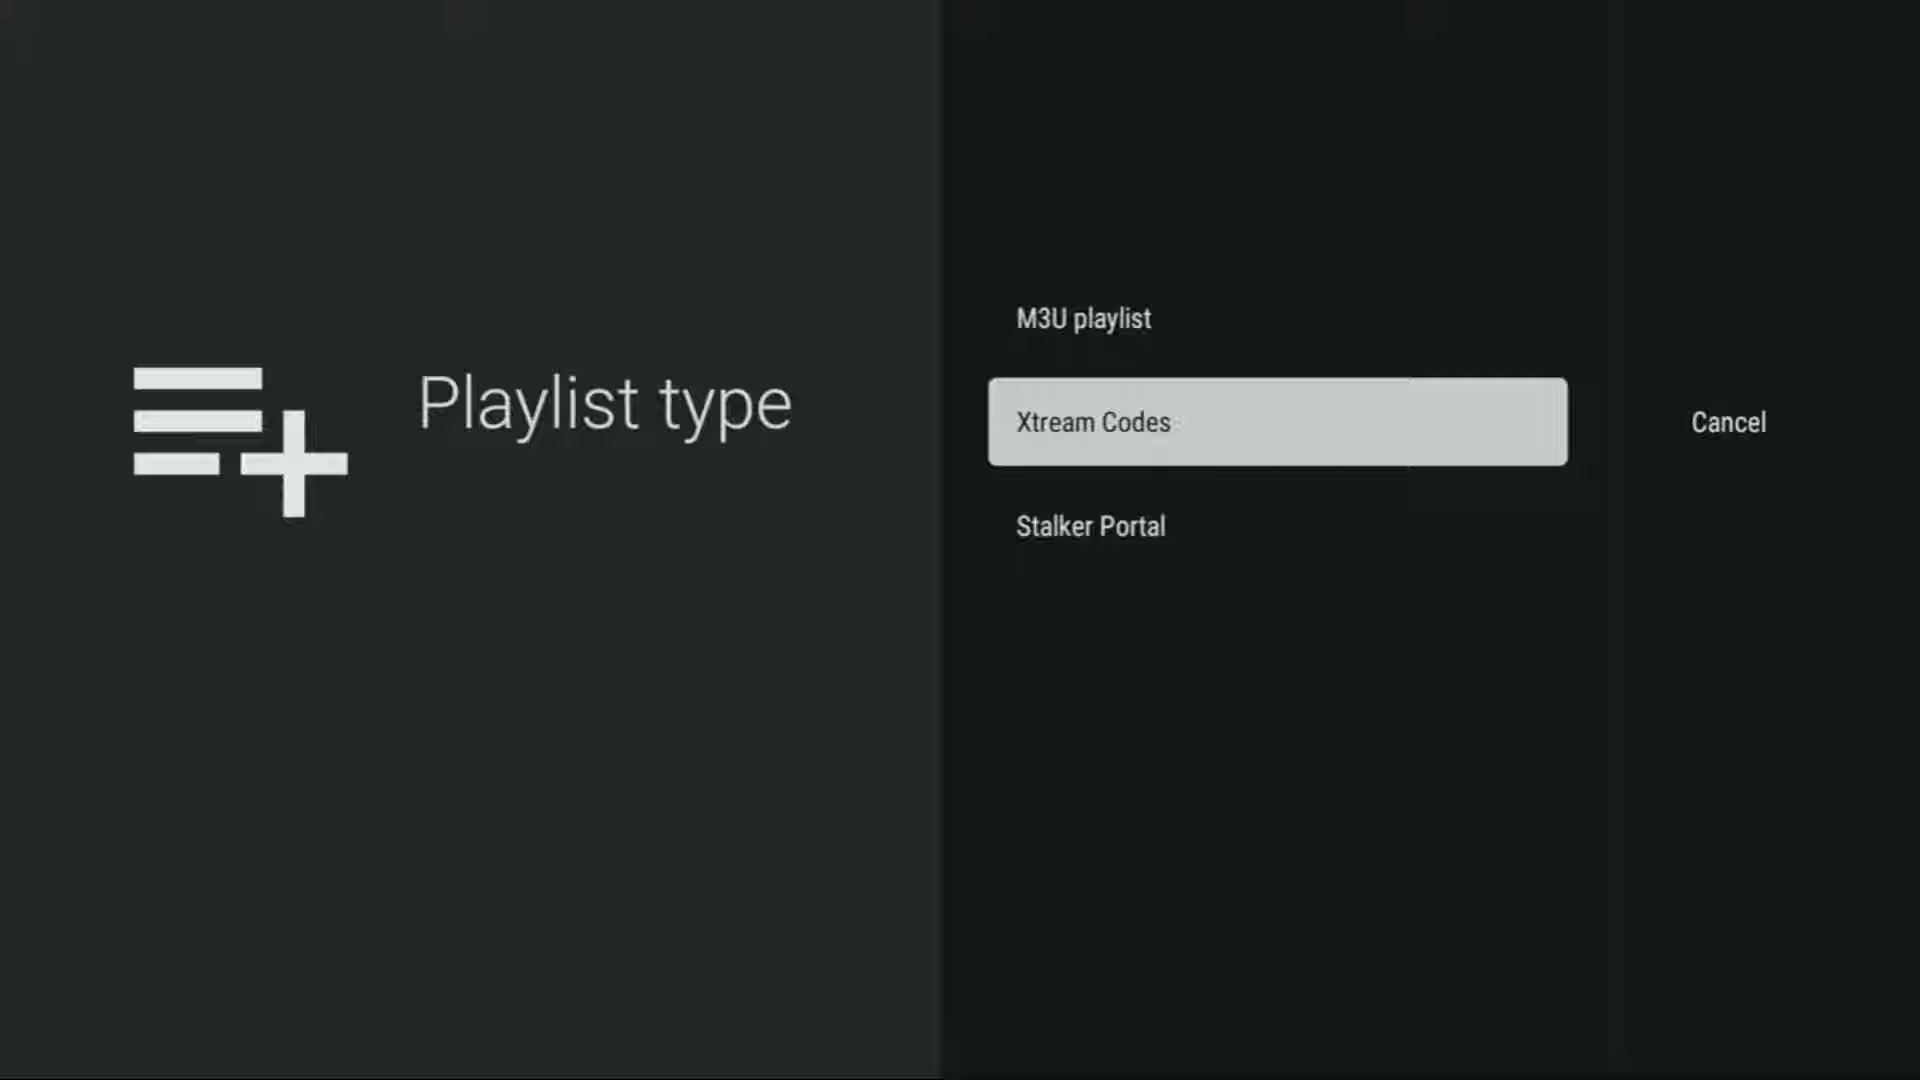 Playlist type
M3U playlist
Xtream Codes
Stalker Portal
Cancel